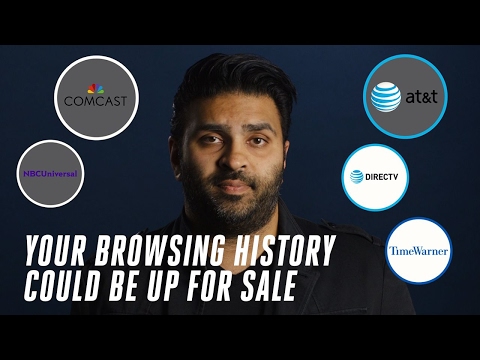 COMCAST
at&t
NBCUniversal
DIRECTV
TimeWarner
YOUR BROWSING HISTORY
COULD BE UP FOR SALE